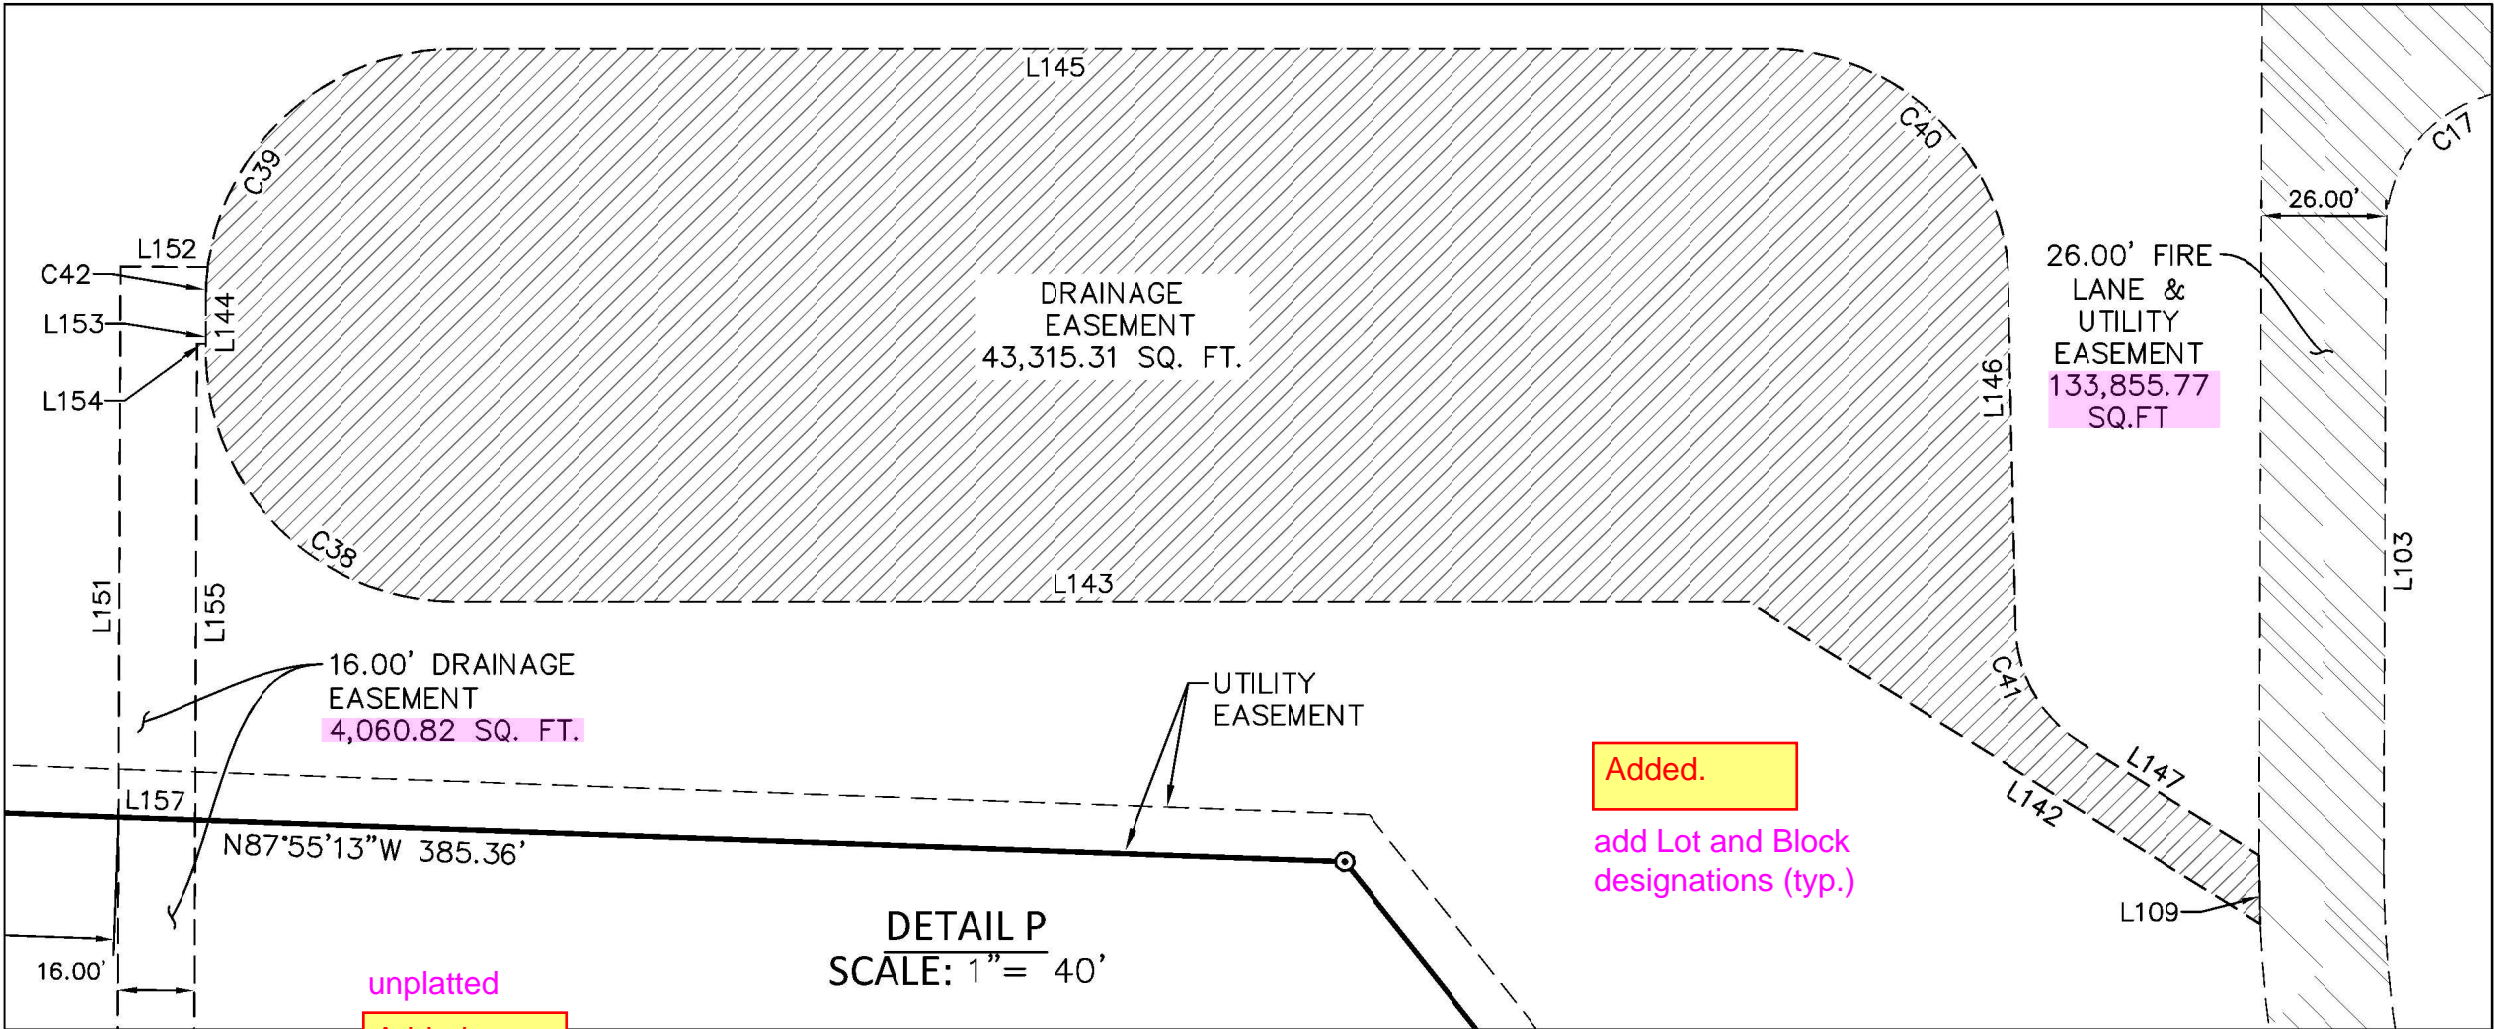 L145
C39
C40
C17
26.00'
L152
C42
L153
L144
L154
DRAINAGE
EASEMENT
43,315.31 SQ. FT.
26.00' FIRE
LANE &
UTILITY
EASEMENT
133,855.77
SQ.FT
L146
C38
L143
L103
L151
L155
16.00' DRAINAGE
EASEMENT
4,060.82 SQ. FT.
UTILITY
EASEMENT
C41
L147
L142
L157
N87°55'13"W 385.36'
Added.
add Lot and Block
designations (typ.)
L109
DETAIL P
SCALE: 1"= 40'
16.00'
unplatted